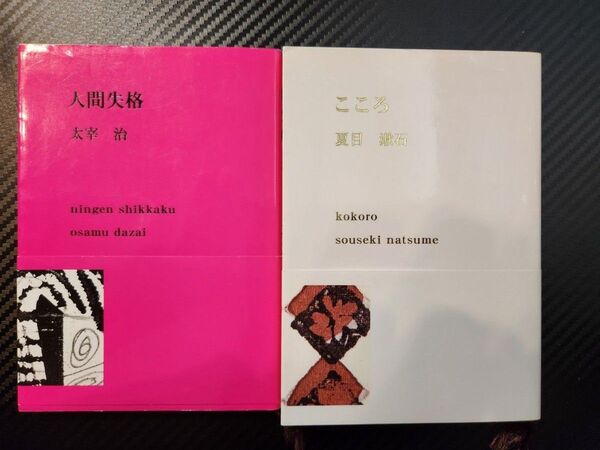 人間失格
太宰 治
ningen shikkaku
osamu dazai
こころ
夏目 漱石
kokoro
souseki natsume